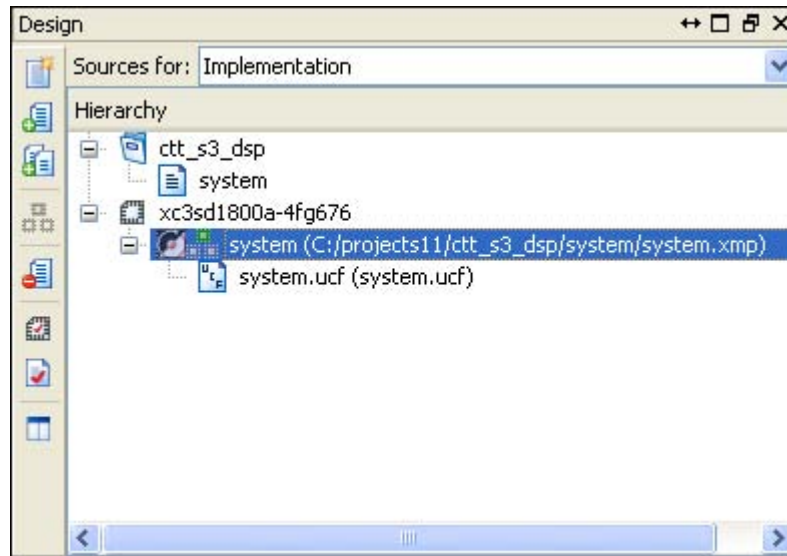 Design
Sources for: Implementation
Hierarchy
ctt_s3_dsp
system
xc3sd1800a-4fg676
system (C:/projects11/ctt_s3_dsp/system/system.xmp)
system.ucf (system.ucf)